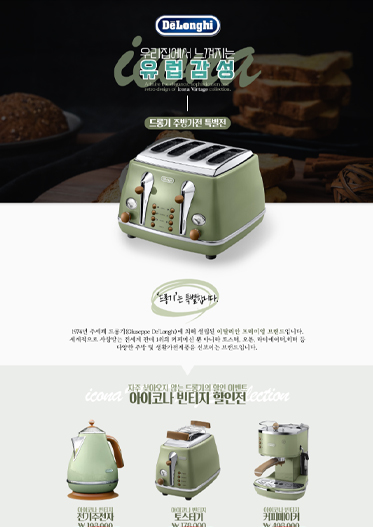 DeLonghi
우리집에서 느껴지는
유럽감성
icona
Icona Vintage collection.
드롱기 주방가전 특별전
DeLonghi
"드롱기"는 특별합니다.
1974년 주세페 드롱기(Giuseppe De'Longhi)에 의해 설립된 이탈리안 프리미엄 브랜드입니다.
세계적으로 사랑받는 전세계 판매 1위의 커피머신 뿐 아니라 토스터, 오븐, 라디에이터,히터 등
다양한 주방 및 생활가전제품을 선보이는 브랜드입니다.
자주 찾아오지 않는 드롱기의 할인 이벤트
아이코나 빈티지 할인전
아이코나 빈티지
전기주전자
아이코나 빈티지
토스터기
아이코나 빈티지
커피메이커